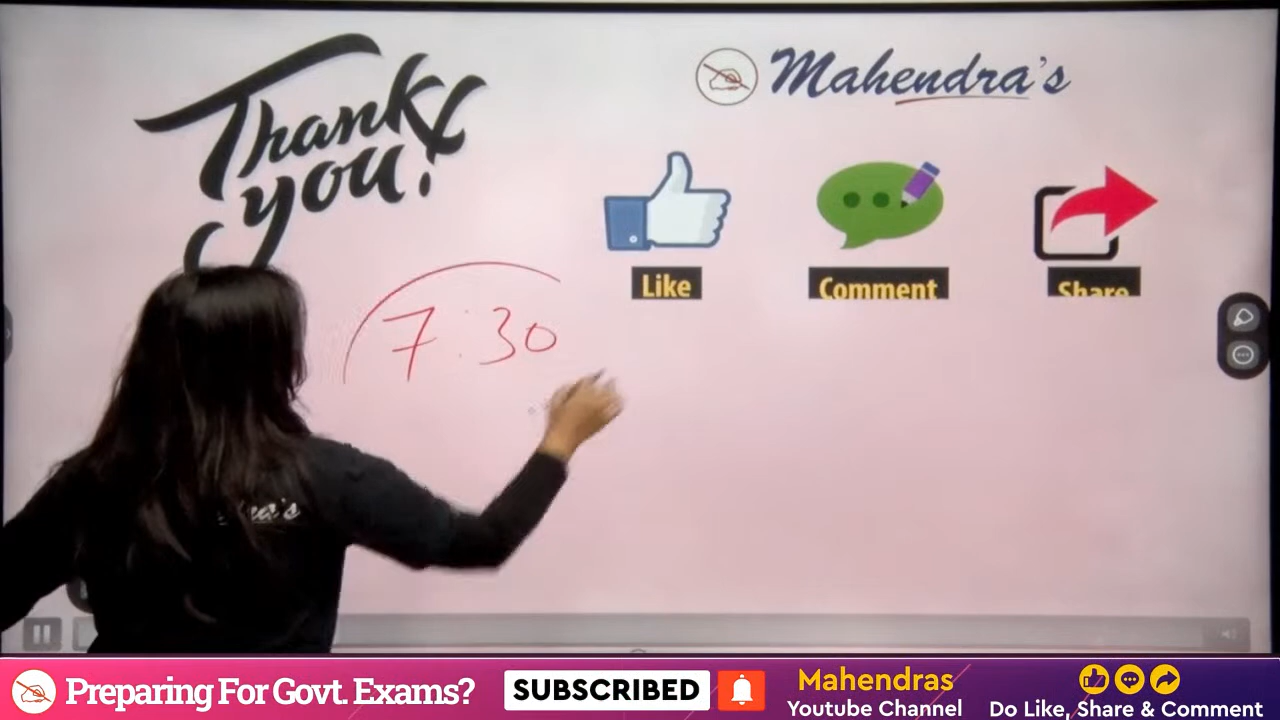 Thank
you!
Mahendra's
Like
Comment
Share
7:30
Preparing For Govt. Exams?
SUBSCRIBED
Mahendras
Youtube Channel
Do Like, Share & Comment